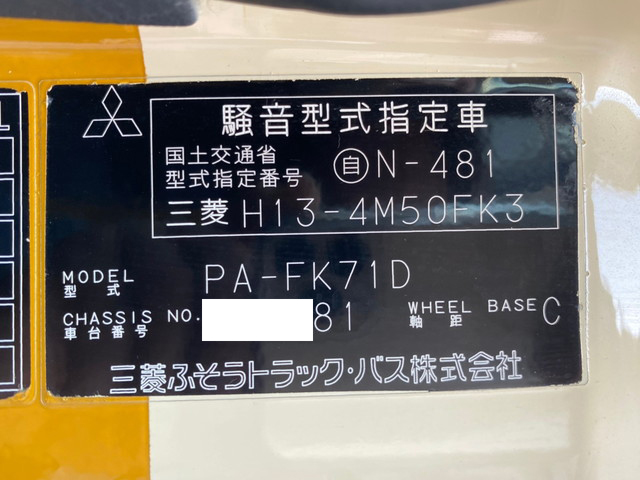 騒音型式指定車
国土交通省
型式指定番号 自N-481
三菱 H13-4M50FK3
MODEL
型式 PA-FK71D
CHASSIS NO.
車台番号 81 WHEEL BASE
軸距 C
三菱ふそうトラック・バス株式会社